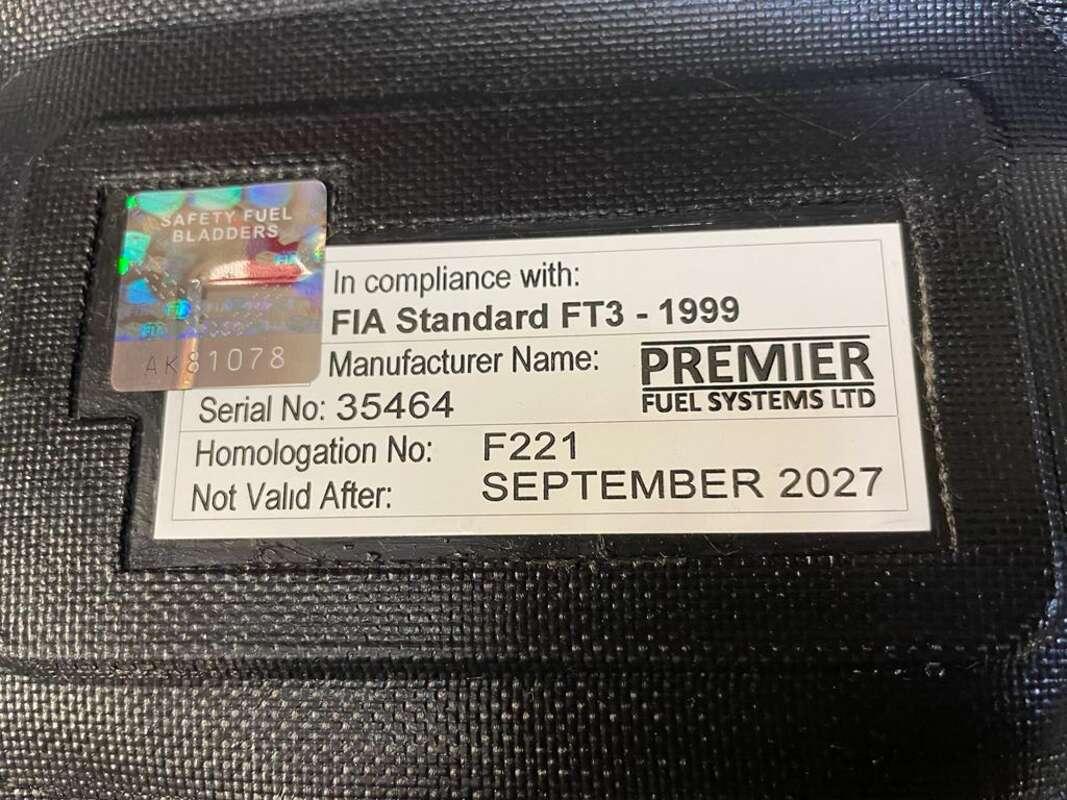 SAFETY FUEL
BLADDERS
AK81078
In compliance with:
FIA Standard FT3 - 1999
Manufacturer Name:
PREMIER
FUEL SYSTEMS LTD
Serial No: 35464
Homologation No: F221
Not Valid After: SEPTEMBER 2027